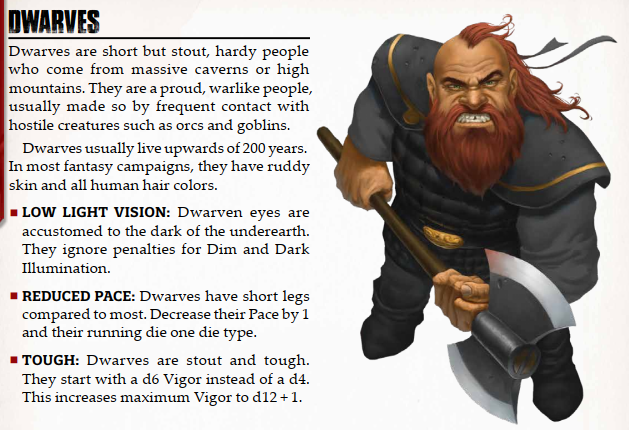 DWARVES
Dwarves are short but stout, hardy people
who come from massive caverns or high
mountains. They are a proud, warlike people,
usually made so by frequent contact with
hostile creatures such as orcs and goblins.
Dwarves usually live upwards of 200 years.
In most fantasy campaigns, they have ruddy
skin and all human hair colors.
■ LOW LIGHT VISION: Dwarven eyes are
accustomed to the dark of the underearth.
They ignore penalties for Dim and Dark
Illumination.
■ REDUCED PACE: Dwarves have short legs
compared to most. Decrease their Pace by 1
and their running die one die type.
■ TOUGH: Dwarves are stout and tough.
They start with a d6 Vigor instead of a d4.
This increases maximum Vigor to d12 + 1.